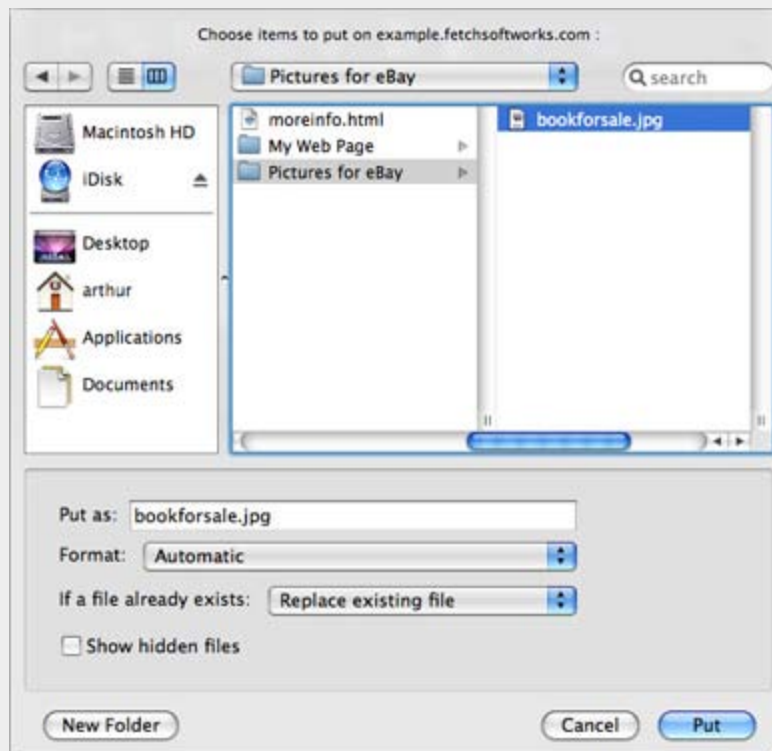 Choose items to put on example.fetchsoftworks.com :
Pictures for eBay
search
Macintosh HD
iDisk
Desktop
arthur
Applications
Documents
moreinfo.html
My Web Page
Pictures for eBay
bookforsale.jpg
Put as: bookforsale.jpg
Format: Automatic
If a file already exists: Replace existing file
Show hidden files
New Folder Cancel Put